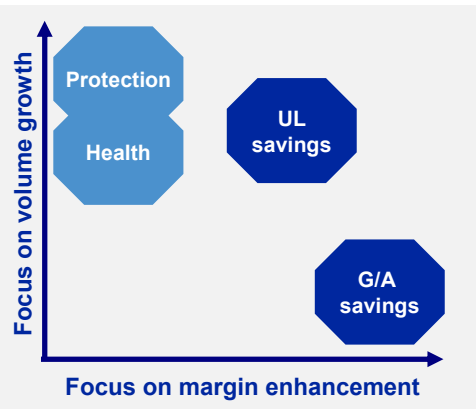 Focus on volume growth
Protection
Health
UL
savings
G/A
savings
Focus on margin enhancement